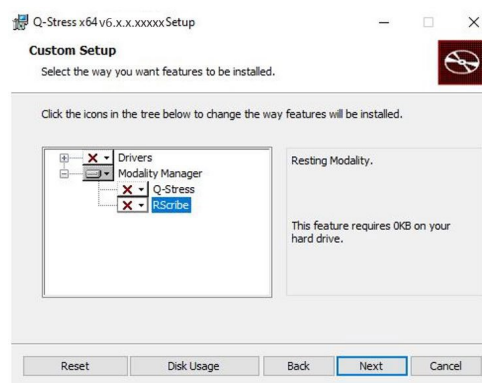 Q-Stress x64 v6.x.x.xxxxx Setup
Custom Setup
Select the way you want features to be installed.
Click the icons in the tree below to change the way features will be installed.
Drivers
Modality Manager
Q-Stress
RScribe
Resting Modality.
This feature requires 0KB on your
hard drive.
Reset
Disk Usage
Back
Next
Cancel